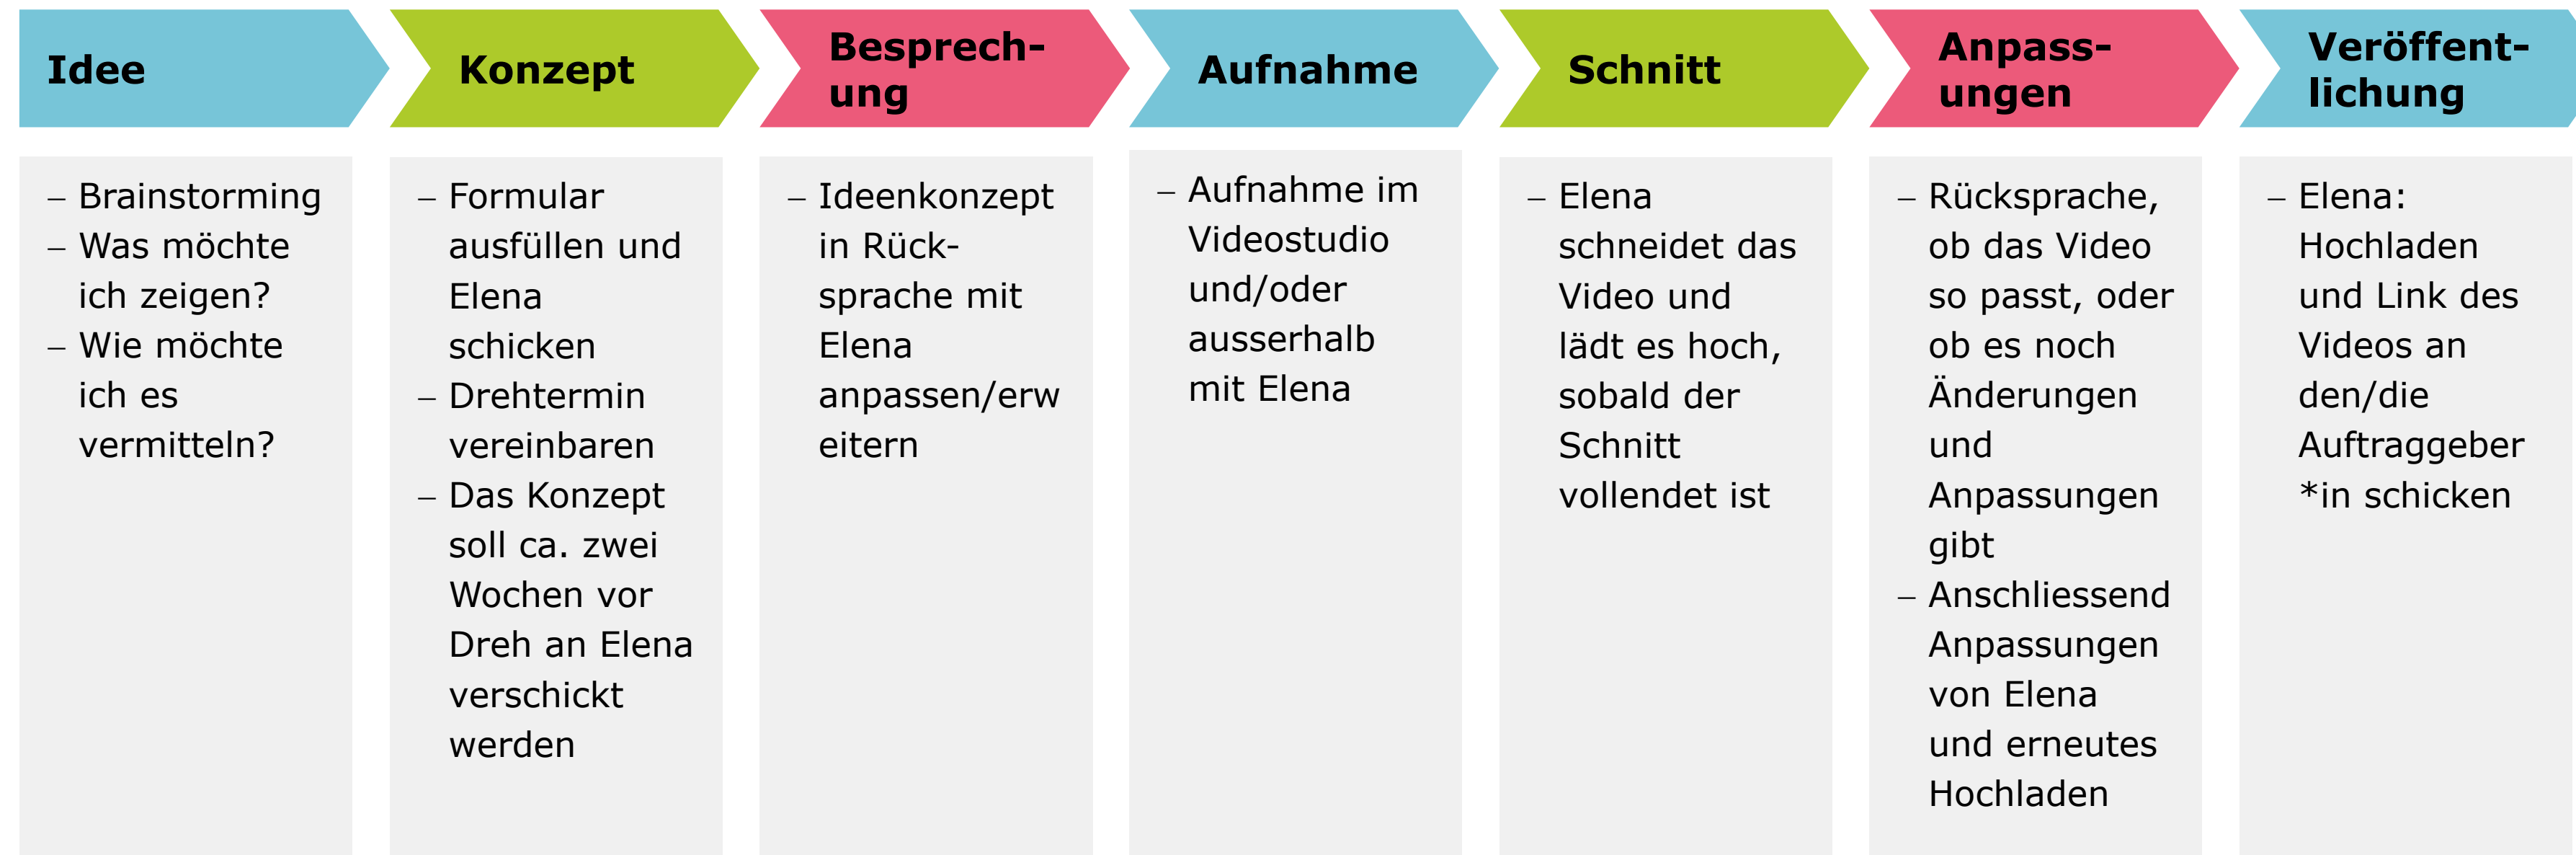 Idee
Konzept
Besprech-
ung
Aufnahme
Schnitt
Anpass-
ungen
Veröffent-
lichung
– Brainstorming
– Was möchte
ich zeigen?
– Wie möchte
ich es
vermitteln?
– Formular
ausfüllen und
Elena
schicken
– Drehtermin
vereinbaren
– Das Konzept
soll ca. zwei
Wochen vor
Dreh an Elena
verschickt
werden
– Ideenkonzept
in Rück-
sprache mit
Elena
anpassen/erw
eitern
– Aufnahme im
Videostudio
und/oder
ausserhalb
mit Elena
– Elena
schneidet das
Video und
lädt es hoch,
sobald der
Schnitt
vollendet ist
– Rücksprache,
ob das Video
so passt, oder
ob es noch
Änderungen
und
Anpassungen
gibt
– Anschliessend
Anpassungen
von Elena
und erneutes
Hochladen
– Elena:
Hochladen
und Link des
Videos an
den/die
Auftraggeber
*in schicken